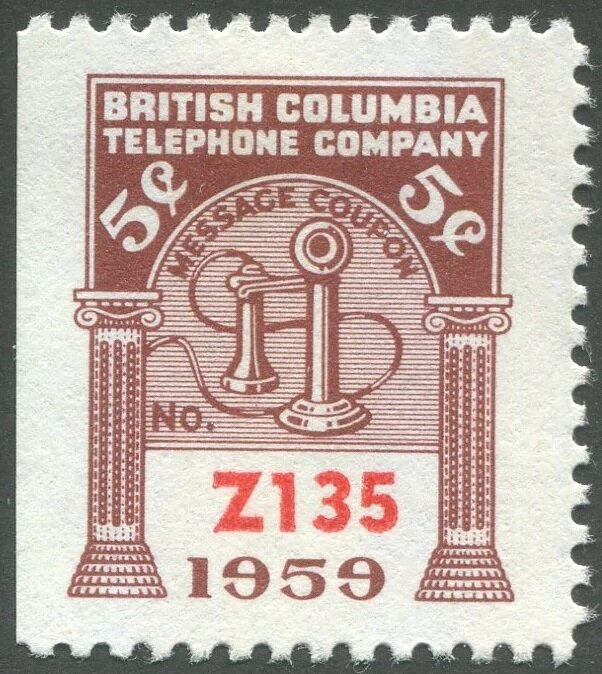 BRITISH COLUMBIA
TELEPHONE COMPANY
5¢ 5¢
MESSAGE COUPON
NO.
Z135
1959